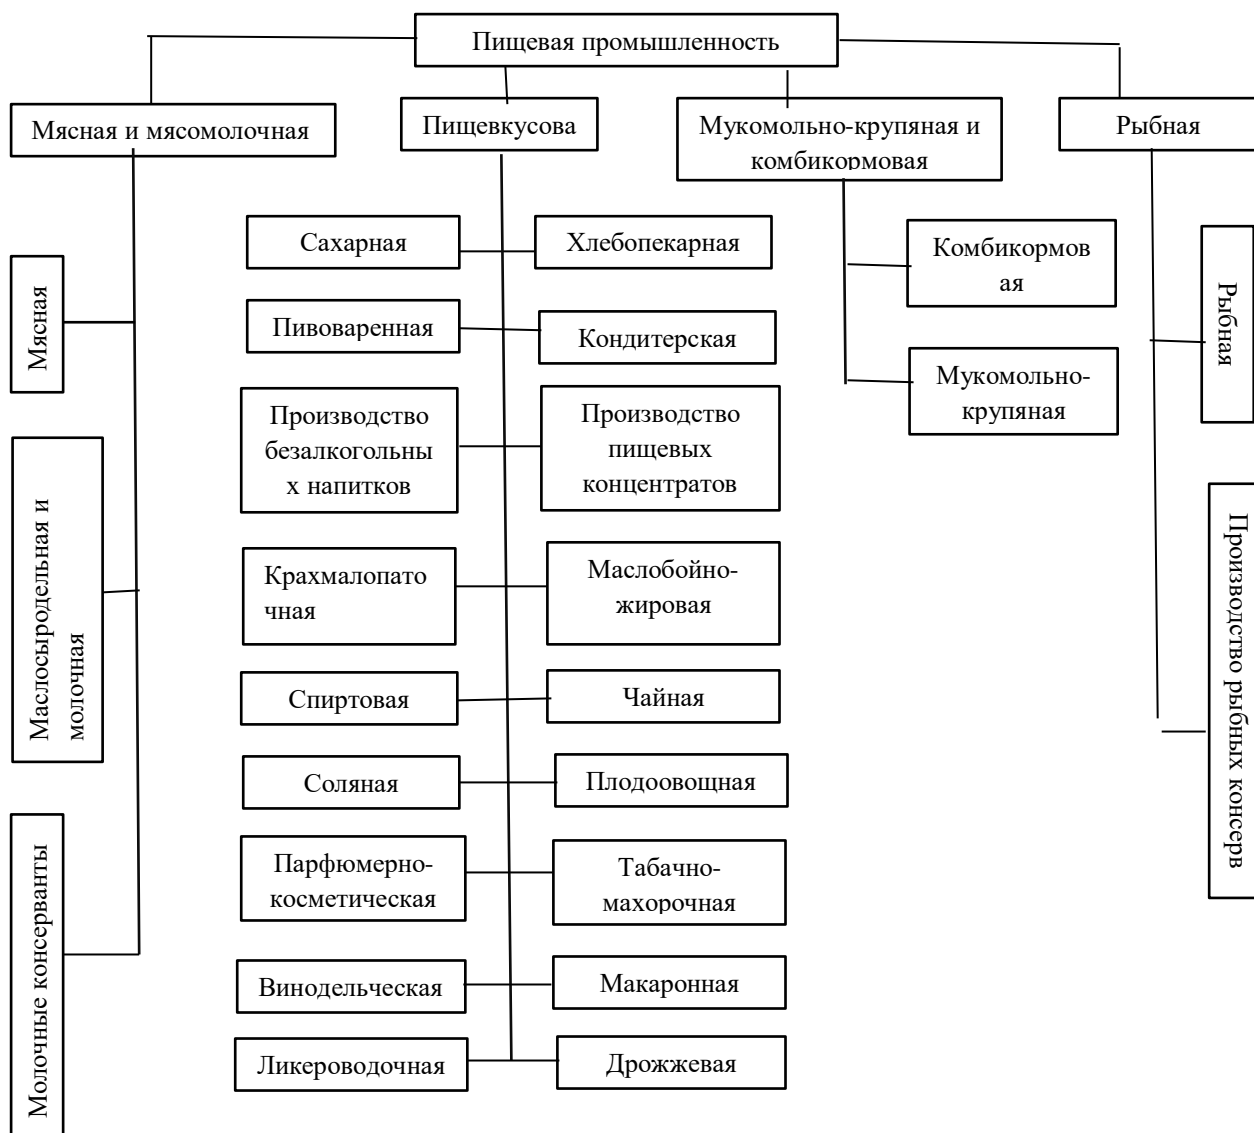 Пищевая промышленность
Мясная и мясомолочная
Пищевкусова
Мукомольно-крупяная и
комбикормовая
Рыбная
Сахарная
Хлебопекарная
Комбикормов
ая
Рыбная
Мясная
Пивоваренная
Кондитерская
Мукомольно-
крупяная
Производство
безалкогольны
х напитков
Производство
пищевых
концентратов
Маслосыродельная и
молочная
Производство рыбных консерв
Крахмалопато
чная
Маслобойно-
жировая
Спиртовая
Чайная
Соляная
Плодоовощная
Молочные консерванты
Парфюмерно-
косметическая
Табачно-
махорочная
Винодельческая
Макаронная
Ликероводочная
Дрожжевая